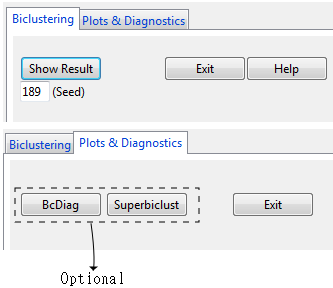 Biclustering Plots & Diagnostics
Show Result Exit Help
189 (Seed)
Biclustering Plots & Diagnostics
BcDiag Superbiclust Exit
Optional